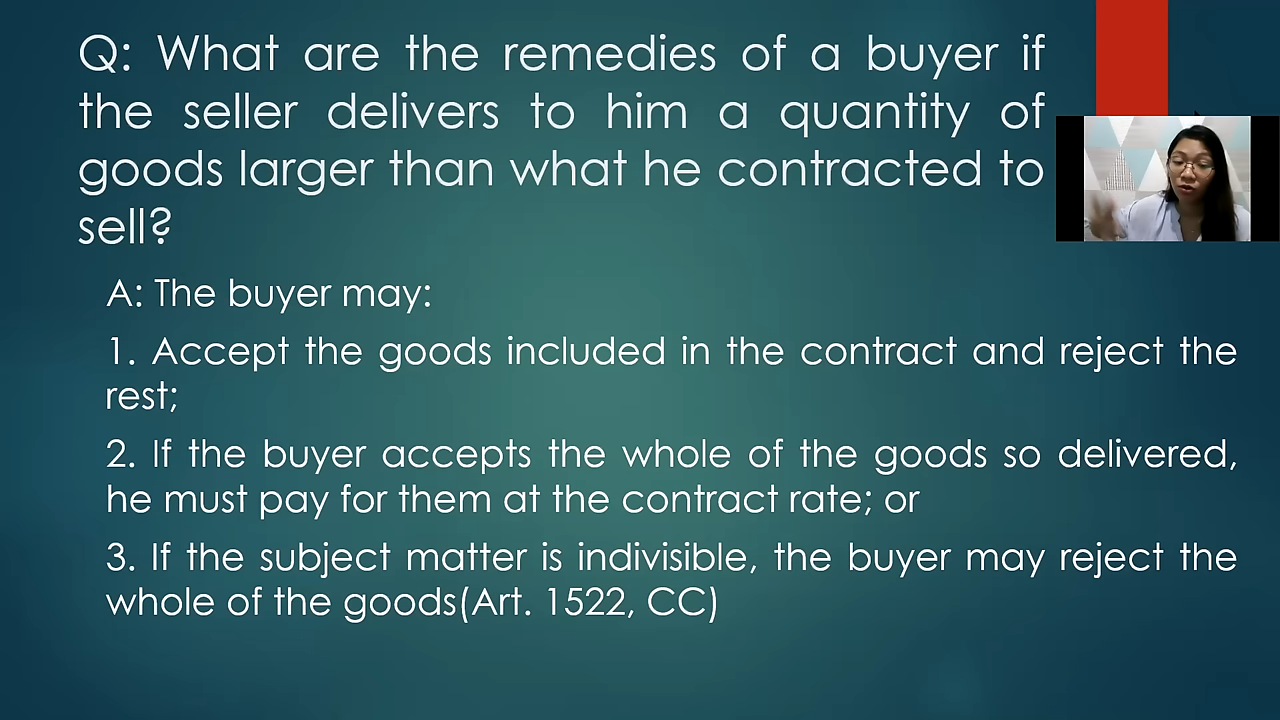 Q: What are the remedies of a buyer if
the seller delivers to him a quantity of
goods larger than what he contracted to
sell?
A: The buyer may:
1. Accept the goods included in the contract and reject the
rest;
2. If the buyer accepts the whole of the goods so delivered,
he must pay for them at the contract rate; or
3. If the subject matter is indivisible, the buyer may reject the
whole of the goods(Art. 1522, CC)